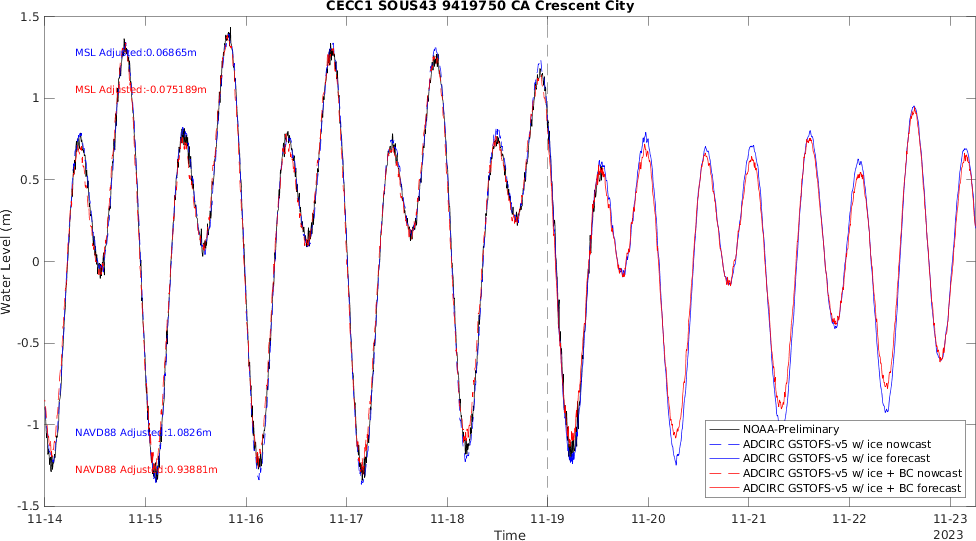 CECC1 SOUS43 9419750 CA Crescent City
1.5
1
0.5
0
-0.5
-1
-1.5
Water Level (m)
MSL Adjusted:0.06865m
MSL Adjusted:-0.075189m
NAVD88 Adjusted:1.0826m
NAVD88 Adjusted:0.93881m
NOAA-Preliminary
ADCIRC GSTOFS-v5 w/ ice nowcast
ADCIRC GSTOFS-v5 w/ ice forecast
ADCIRC GSTOFS-v5 w/ ice + BC nowcast
ADCIRC GSTOFS-v5 w/ ice + BC forecast
11-14 11-15 11-16 11-17 11-18 11-19 11-20 11-21 11-22 11-23
Time
2023